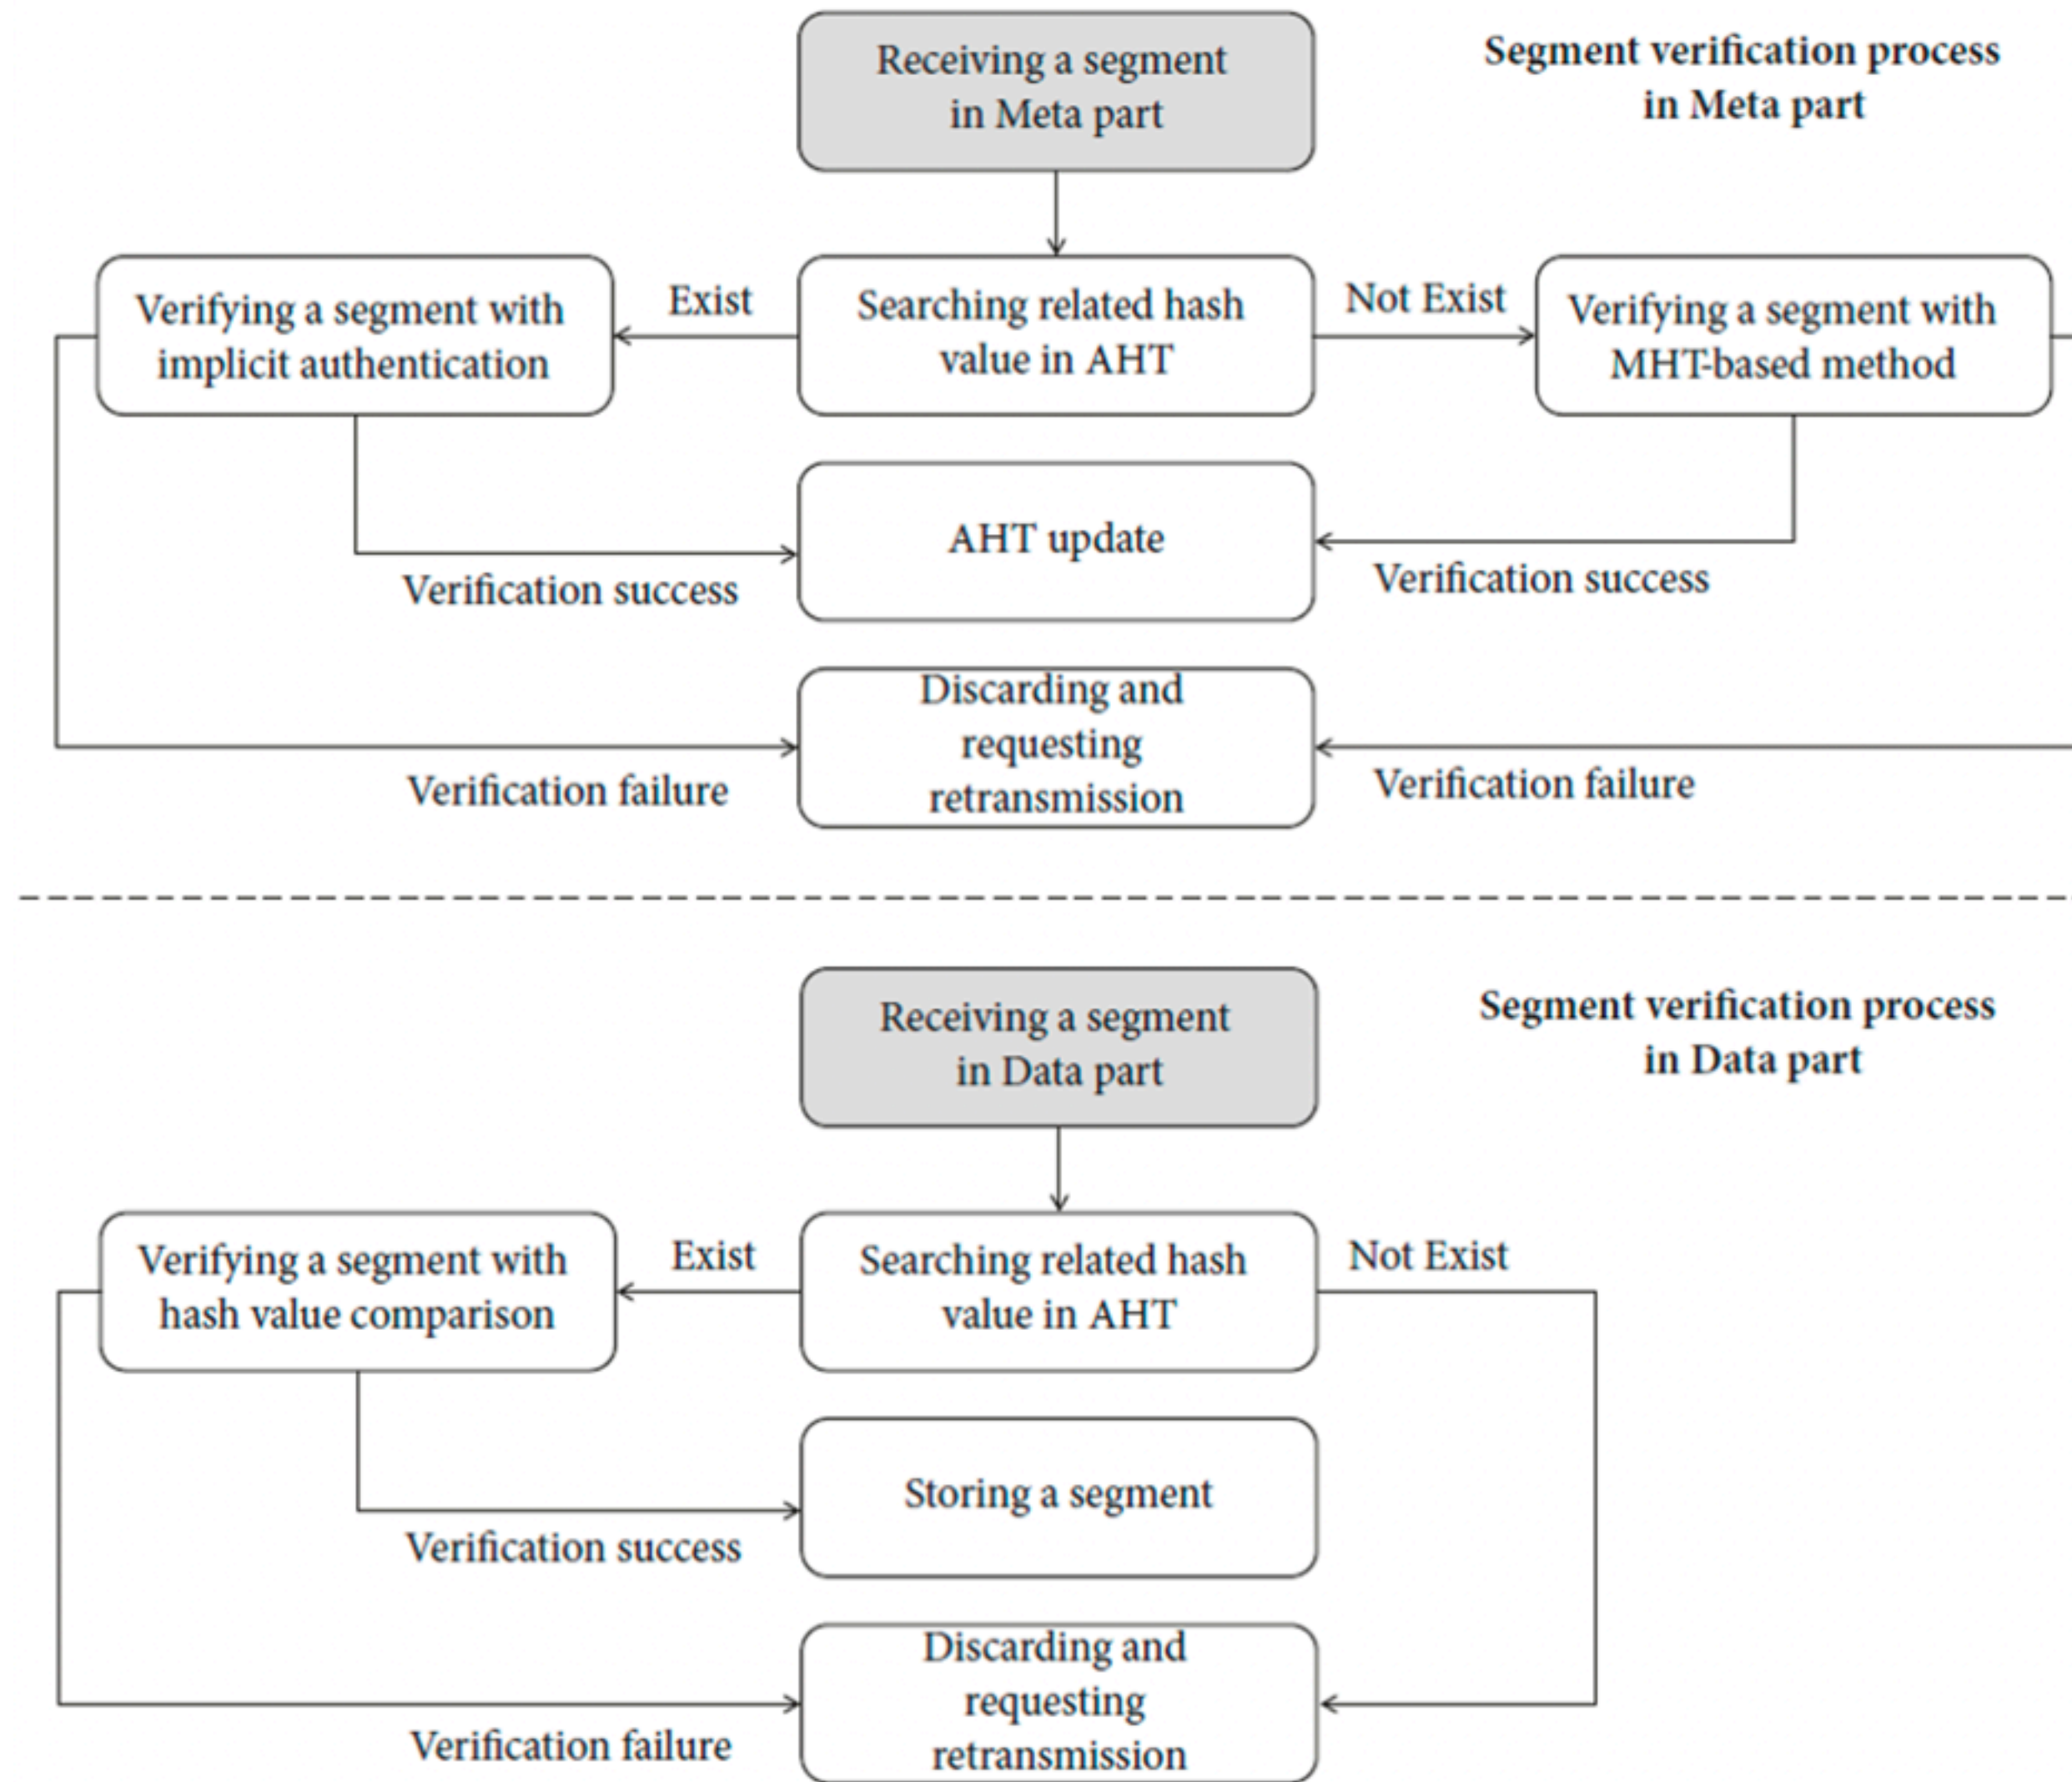 Receiving a segment
in Meta part
Segment verification process
in Meta part
Verifying a segment with
implicit authentication
Exist
Searching related hash
value in AHT
Not Exist
Verifying a segment with
MHT-based method
AHT update
Verification success
Verification success
Discarding and
requesting
retransmission
Verification failure
Verification failure
Receiving a segment
in Data part
Segment verification process
in Data part
Verifying a segment with
hash value comparison
Exist
Searching related hash
value in AHT
Not Exist
Storing a segment
Verification success
Discarding and
requesting
retransmission
Verification failure